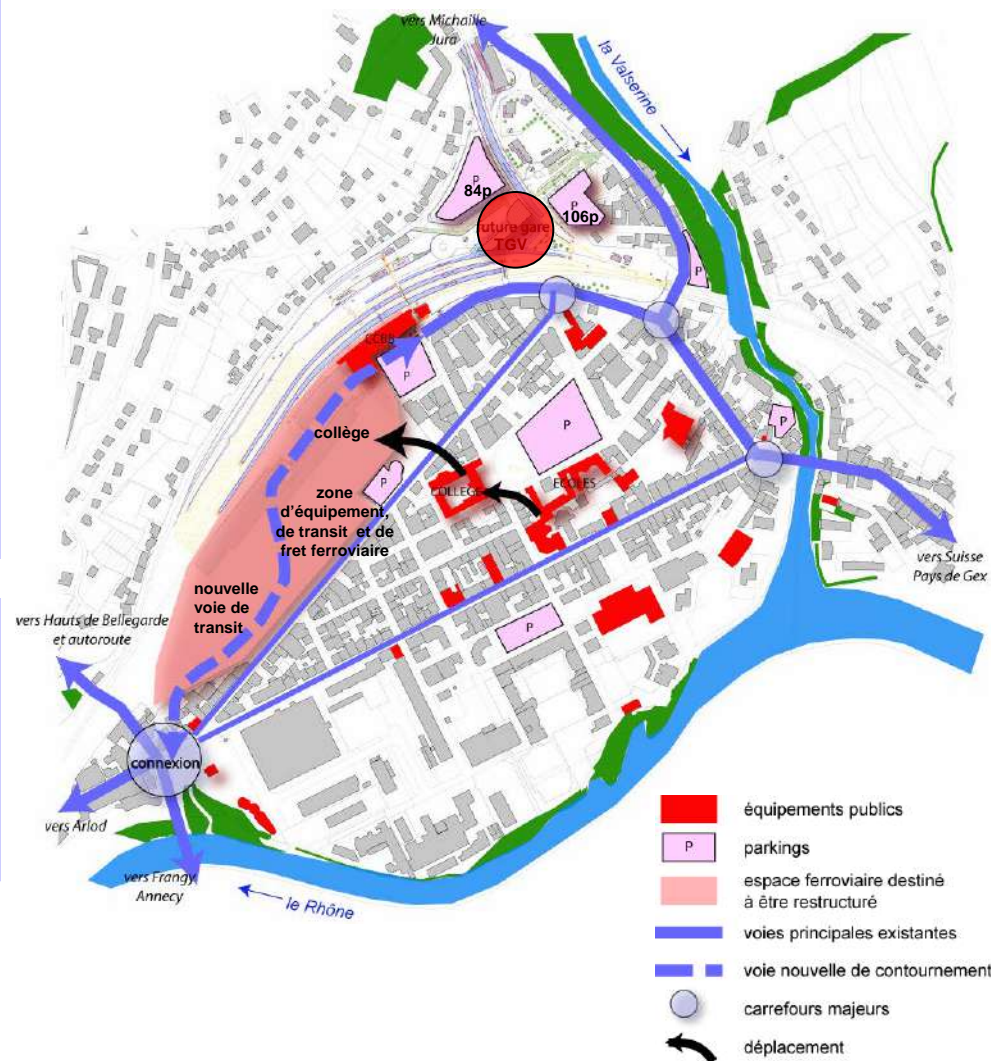 vers Michaille
Jura
la Valserine
P
84p
P
106p
uture gare
TGV
P
CCBB
P
collège
P
P
P
COLLEGE
ECOLES
zone
d'équipement,
de transit et de
fret ferroviaire
nouvelle
voie de
transit
vers Suisse
Pays de Gex
vers Hauts de Bellegarde
et autoroute
P
connexion
vers Arlod
vers Frangy
Annecy
le Rhône
équipements publics
P
parkings
espace ferroviaire destiné
à être restructuré
voies principales existantes
voie nouvelle de contournement
carrefours majeurs
déplacement